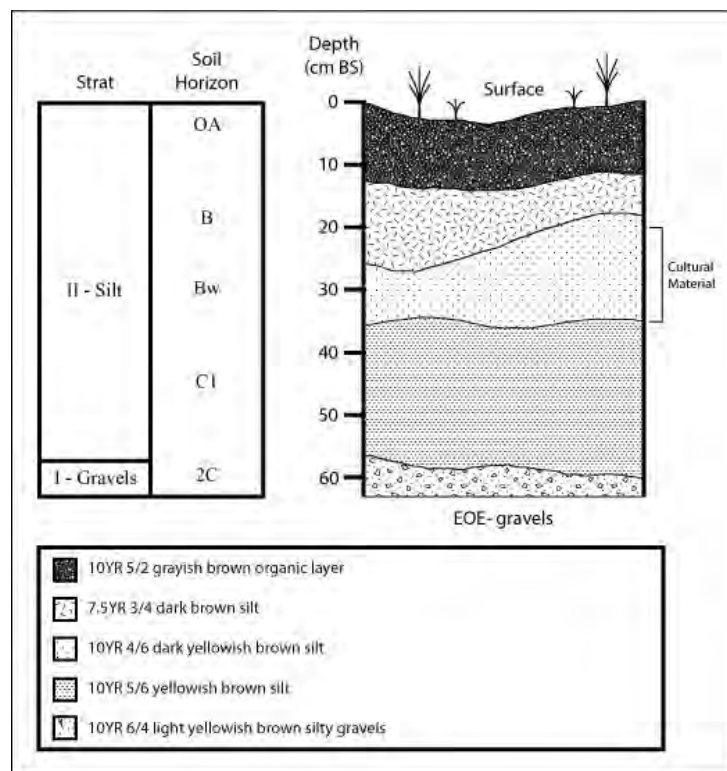 Strat
Soil
Horizon
Depth
(cm BS)
Surface
0
10
20
30
40
50
60
OA
B
Bw
C1
2C
II - Silt
I - Gravels
Cultural
Material
EOE- gravels
10YR 5/2 grayish brown organic layer
7.5YR 3/4 dark brown silt
10YR 4/6 dark yellowish brown silt
10YR 5/6 yellowish brown silt
10YR 6/4 light yellowish brown silty gravels